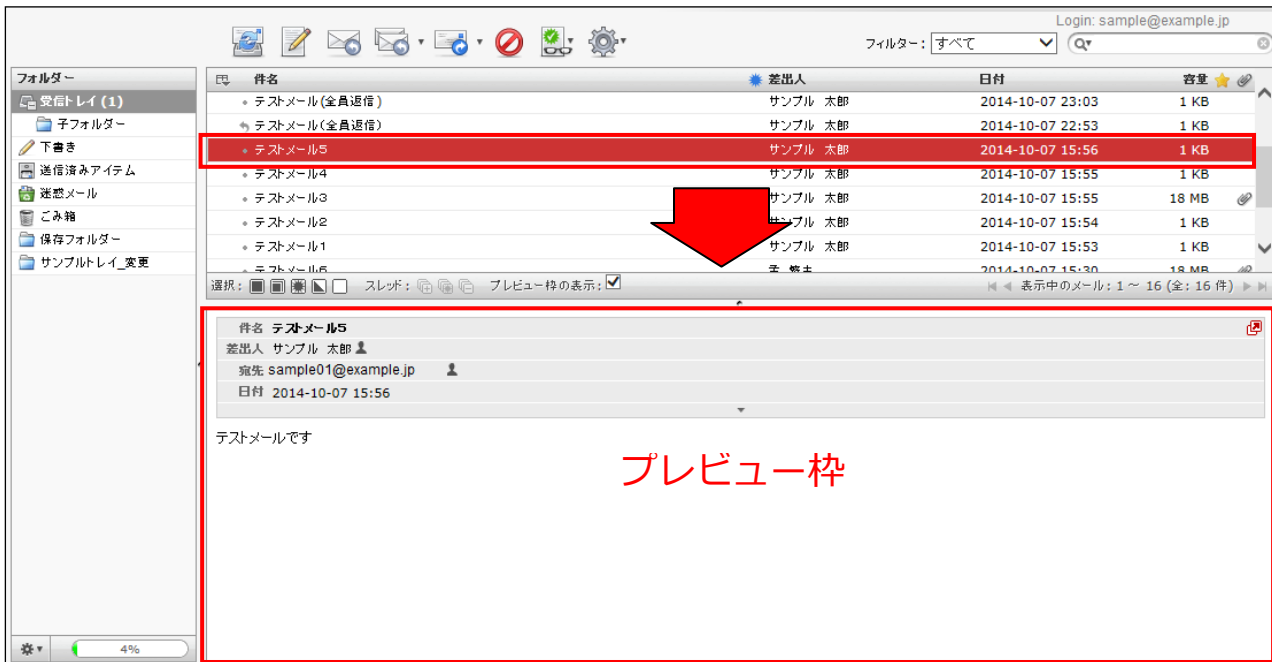 Login: sample@example.jp
フィルター: すべて
フォルダー
受信トレイ (1)
子フォルダー
下書き
送信済みアイテム
迷惑メール
ごみ箱
保存フォルダー
サンプルトレイ_変更
4%
件名 差出人 日付 容量
テストメール(全員返信) サンプル 太郎 2014-10-07 23:03 1 KB
テストメール(全員返信) サンプル 太郎 2014-10-07 22:53 1 KB
テストメール5 サンプル 太郎 2014-10-07 15:56 1 KB
テストメール4 サンプル 太郎 2014-10-07 15:55 1 KB
テストメール3 サンプル 太郎 2014-10-07 15:55 18 MB
テストメール2 サンプル 太郎 2014-10-07 15:54 1 KB
テストメール1 サンプル 太郎 2014-10-07 15:53 1 KB
テストメール6 2014-10-07 15:30 18 MB
選択: スレッド: プレビュー枠の表示: 表示中のメール: 1 ~ 16 (全: 16 件)
件名 テストメール5
差出人 サンプル 太郎
宛先 sample01@example.jp
日付 2014-10-07 15:56
テストメールです
プレビュー枠